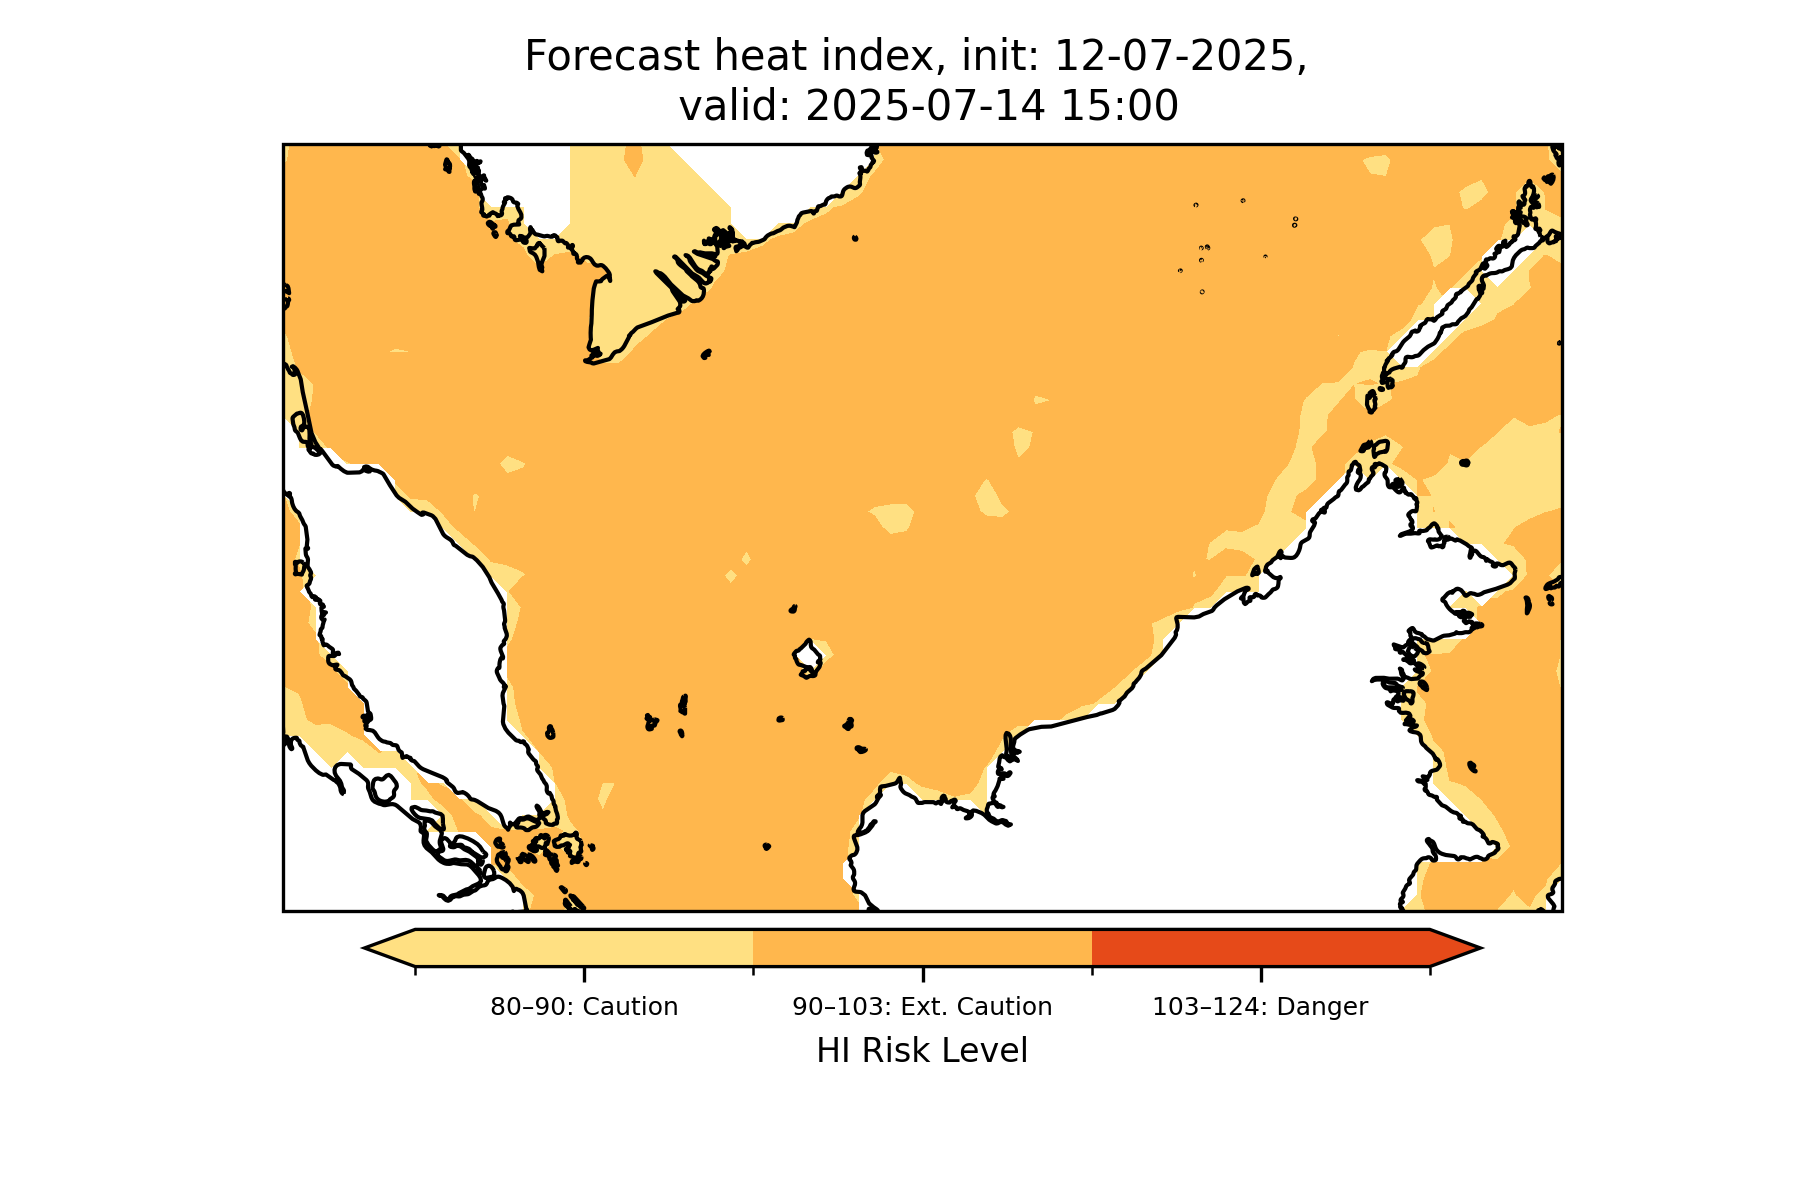 Forecast heat index, init: 12-07-2025,
valid: 2025-07-14 15:00
80–90: Caution
90–103: Ext. Caution
103–124: Danger
HI Risk Level